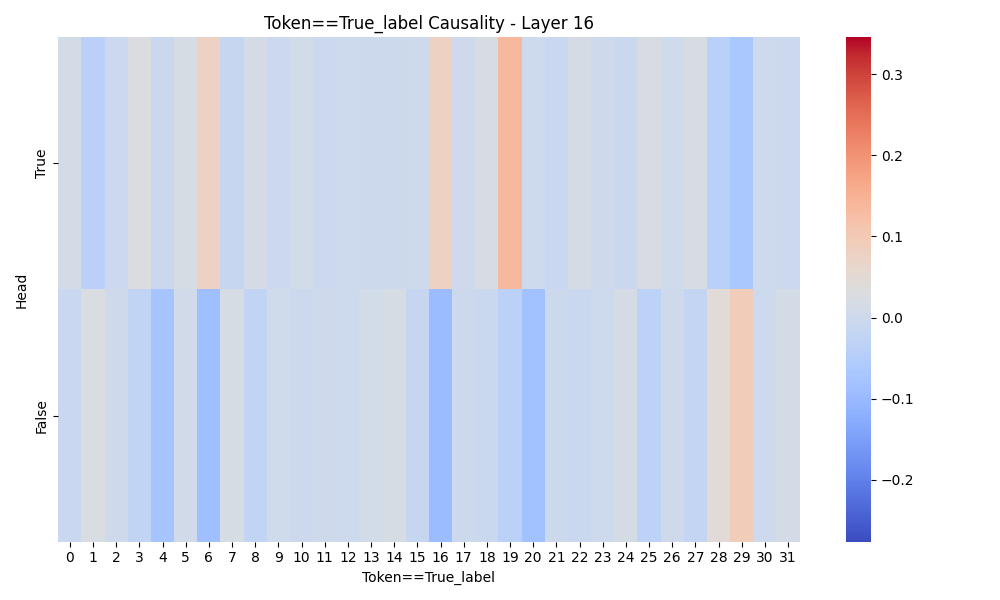 Token==True_label Causality - Layer 16
Head
True
False
0 1 2 3 4 5 6 7 8 9 10 11 12 13 14 15 16 17 18 19 20 21 22 23 24 25 26 27 28 29 30 31
Token==True_label
0.3
0.2
0.1
0.0
−0.1
−0.2